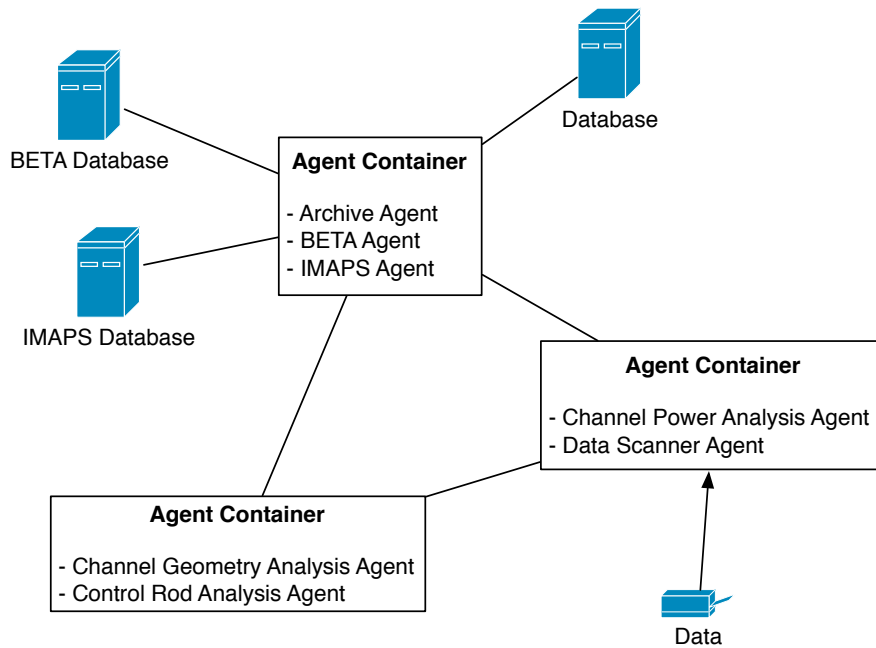 BETA Database
Database
Agent Container
- Archive Agent
- BETA Agent
- IMAPS Agent
IMAPS Database
Agent Container
- Channel Power Analysis Agent
- Data Scanner Agent
Agent Container
- Channel Geometry Analysis Agent
- Control Rod Analysis Agent
Data